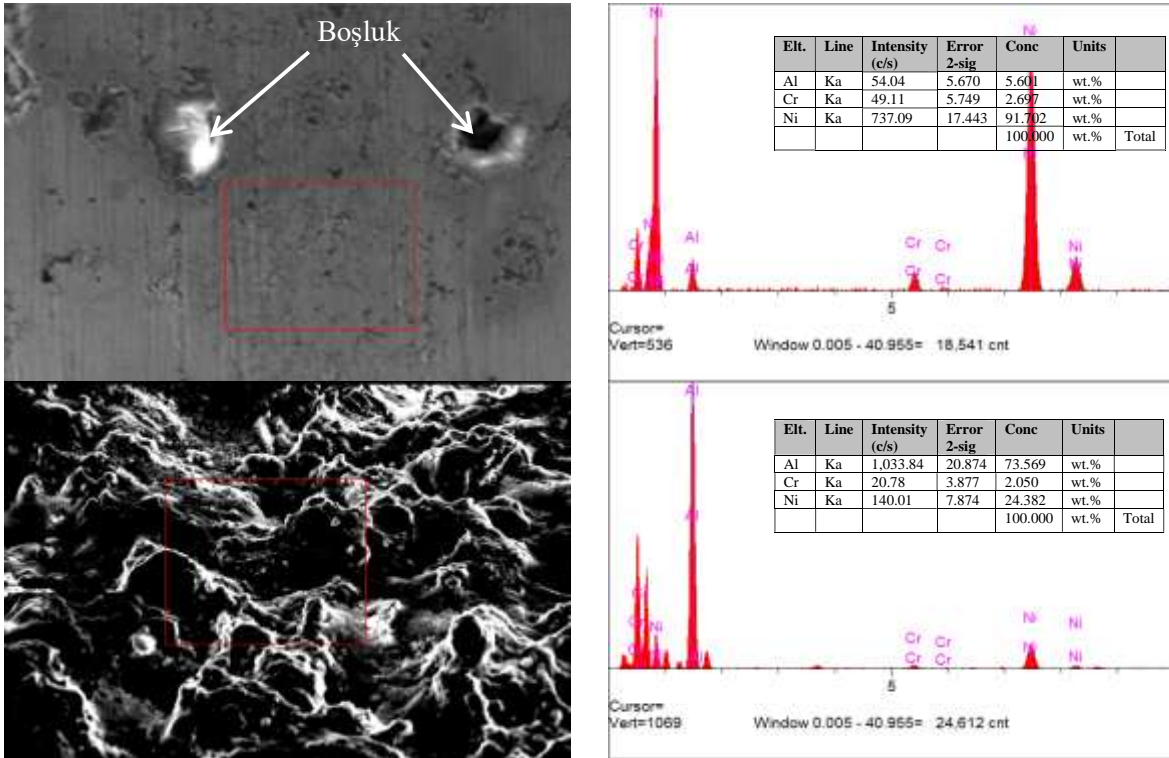 Boşluk
Ni
Ni
Elt. Line Intensity (c/s) Error 2-sig Conc Units
Al Ka 54.04 5.670 5.601 wt.%
Cr Ka 49.11 5.749 2.697 wt.%
Ni Ka 737.09 17.443 91.702 wt.%
100.000 wt.% Total
Al
Al
Cr
Cr
Cr
Cr
Cr
Ni
5
Cursor=
Vert=536 Window 0.005 - 40.955= 18,541 cnt
Al
Elt. Line Intensity (c/s) Error 2-sig Conc Units
Al Ka 1,033.84 20.874 73.569 wt.%
Cr Ka 20.78 3.877 2.050 wt.%
Ni Ka 140.01 7.874 24.382 wt.%
100.000 wt.% Total
Al
Ni
Cr
Cr
Cr
Cr
Ni
Ni
Ni
Ni
5
Cursor=
Vert=1069 Window 0.005 - 40.955= 24,612 cnt